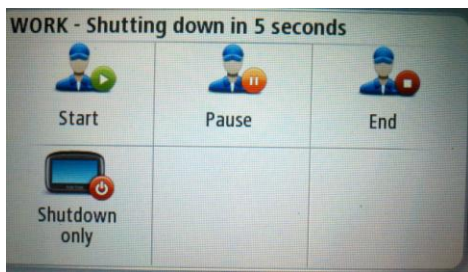 WORK - Shutting down in 5 seconds
Start
Pause
End
Shutdown
only